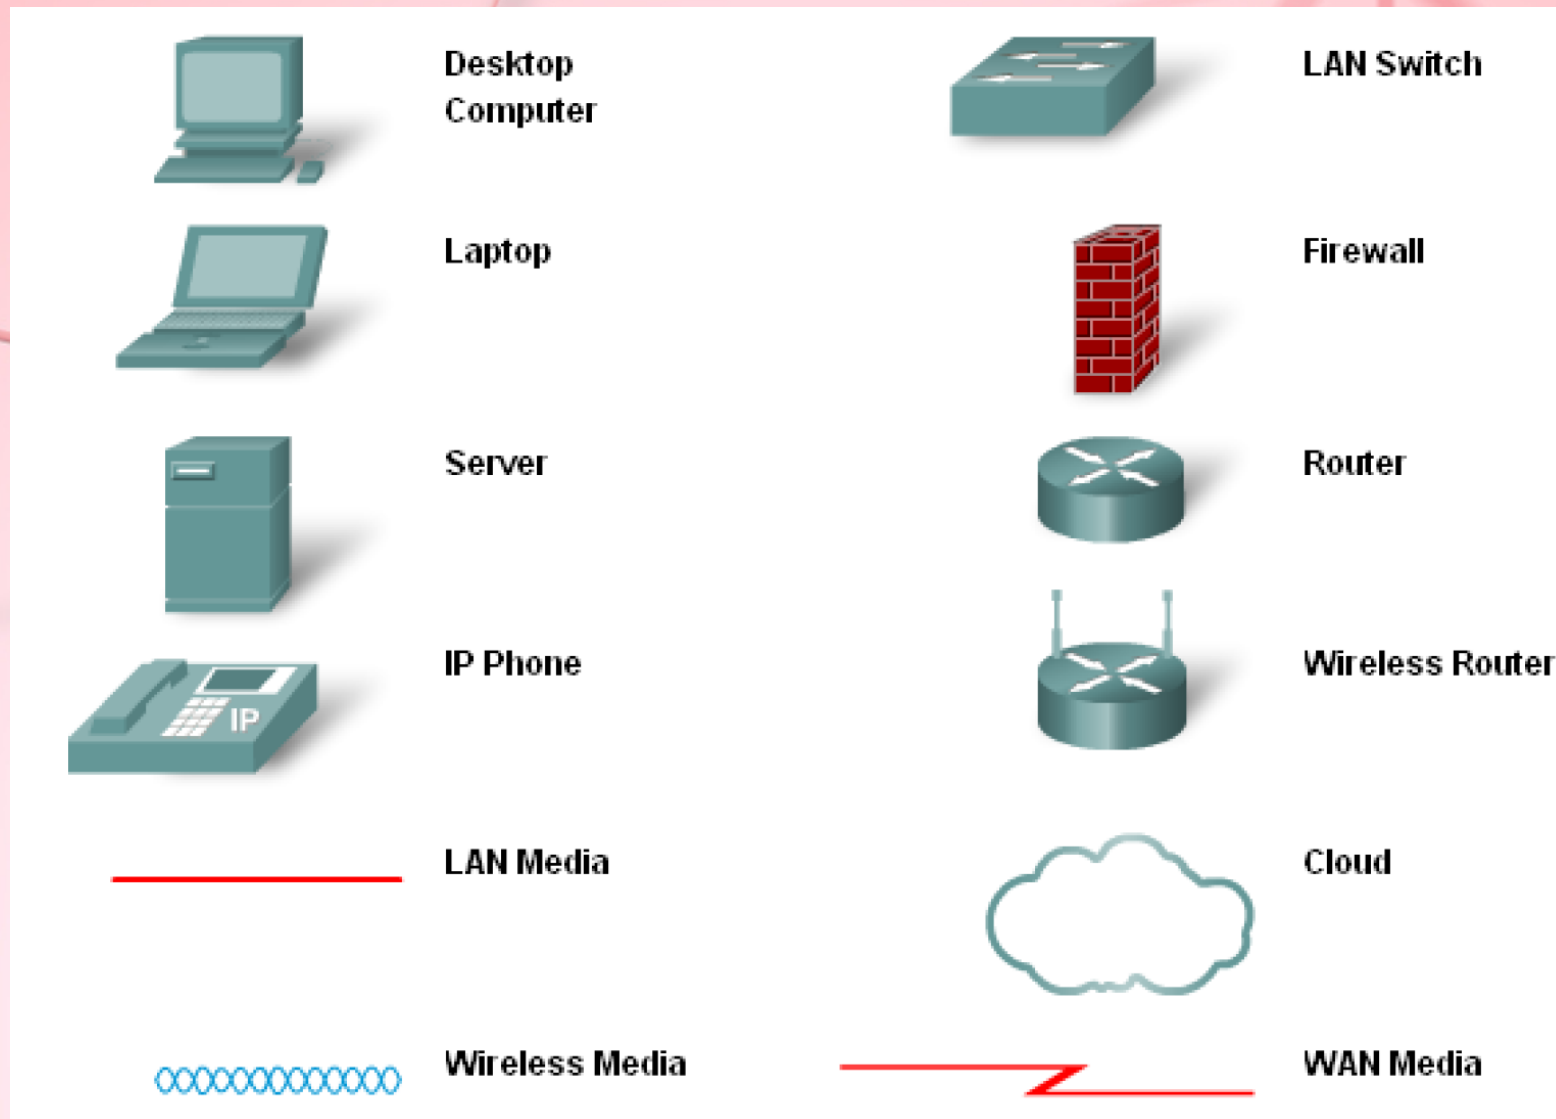 Desktop
Computer
LAN Switch
Laptop
Firewall
Server
Router
IP Phone
IP
Wireless Router
LAN Media
Cloud
Wireless Media
WAN Media